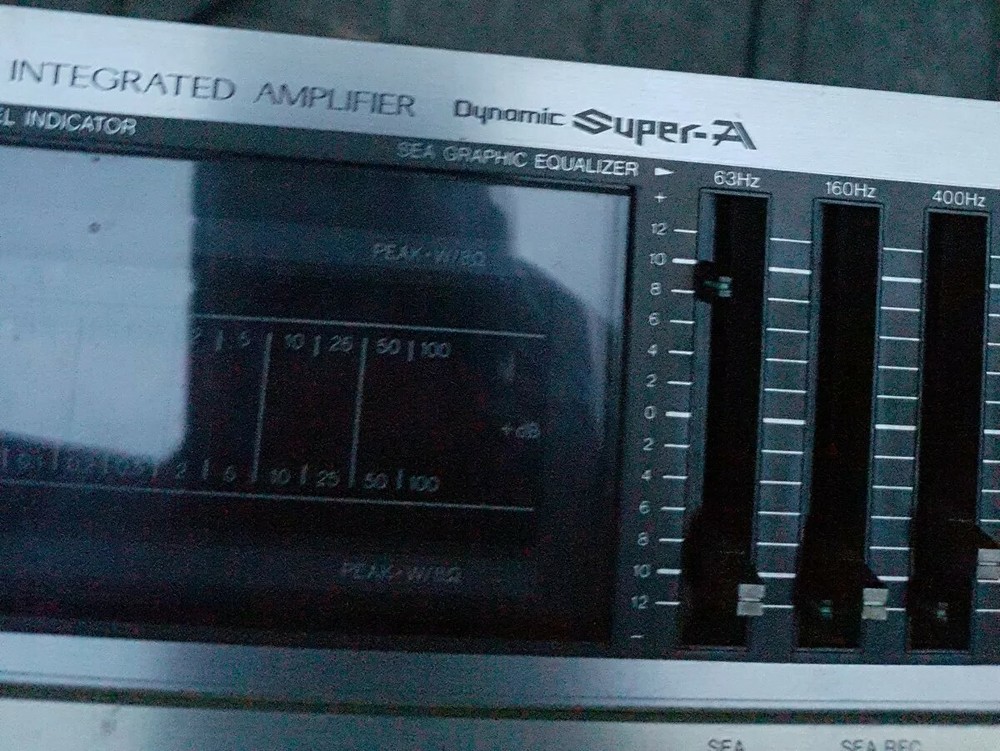 INTEGRATED AMPLIFIER Dynamic Super-A
EL INDICATOR
SEA GRAPHIC EQUALIZER
63Hz 160Hz 400Hz
+
12
10
8
6
4
2
0
2
4
6
8
10
12
-
PEAK·W/8Ω
2 5 10 25 50 100
+dB
2 5 10 25 50 100
PEAK·W/8Ω
SEA SEA REC